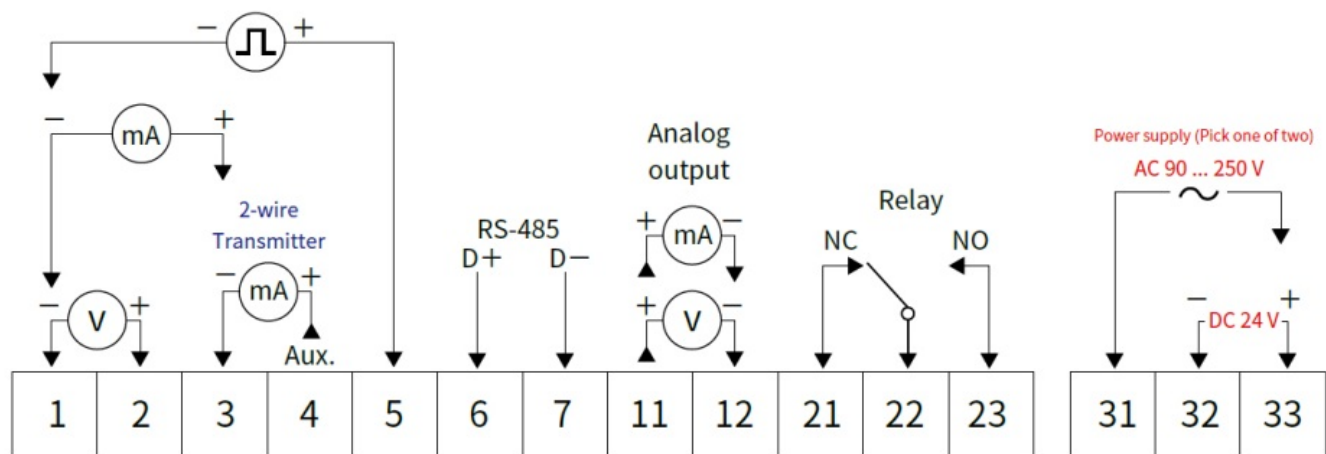 − +
− mA +
Analog
output
Power supply (Pick one of two)
AC 90 ... 250 V
2-wire
Transmitter
RS-485
D+ D−
Relay
NC NO
+ mA −
− mA +
− V +
+ V −
− +
DC 24 V
Aux.
1 2 3 4 5 6 7 11 12 21 22 23 31 32 33